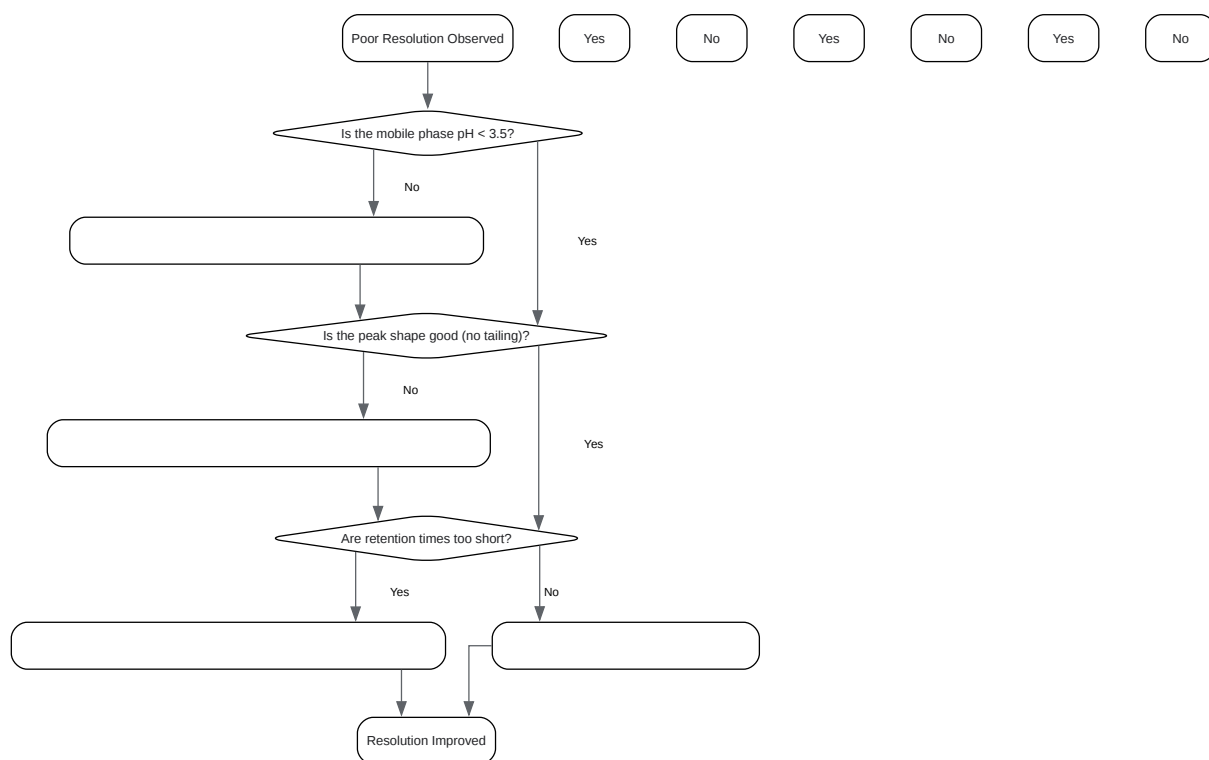 Poor Resolution Observed
Yes
No
Yes
No
Yes
No
Is the mobile phase pH < 3.5?
No
Yes
Is the peak shape good (no tailing)?
No
Yes
Are retention times too short?
Yes
No
Resolution Improved